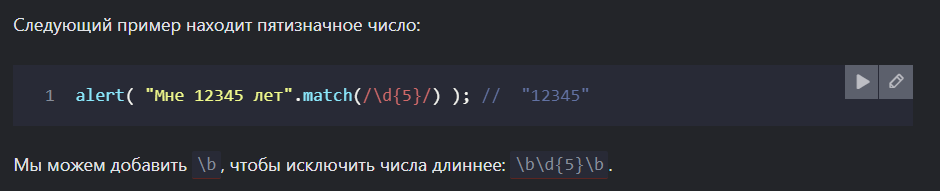 Следующий пример находит пятизначное число:
1 alert( "Мне 12345 лет".match(/\d{5}/) ); //  "12345"
Мы можем добавить \b, чтобы исключить числа длиннее: \b\d{5}\b.